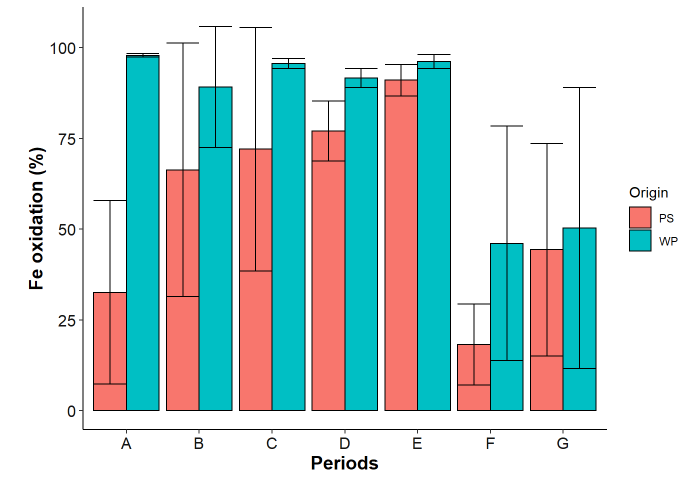 Fe oxidation (%)
100
75
50
25
0
A B C D E F G
Periods
Origin
PS
WP